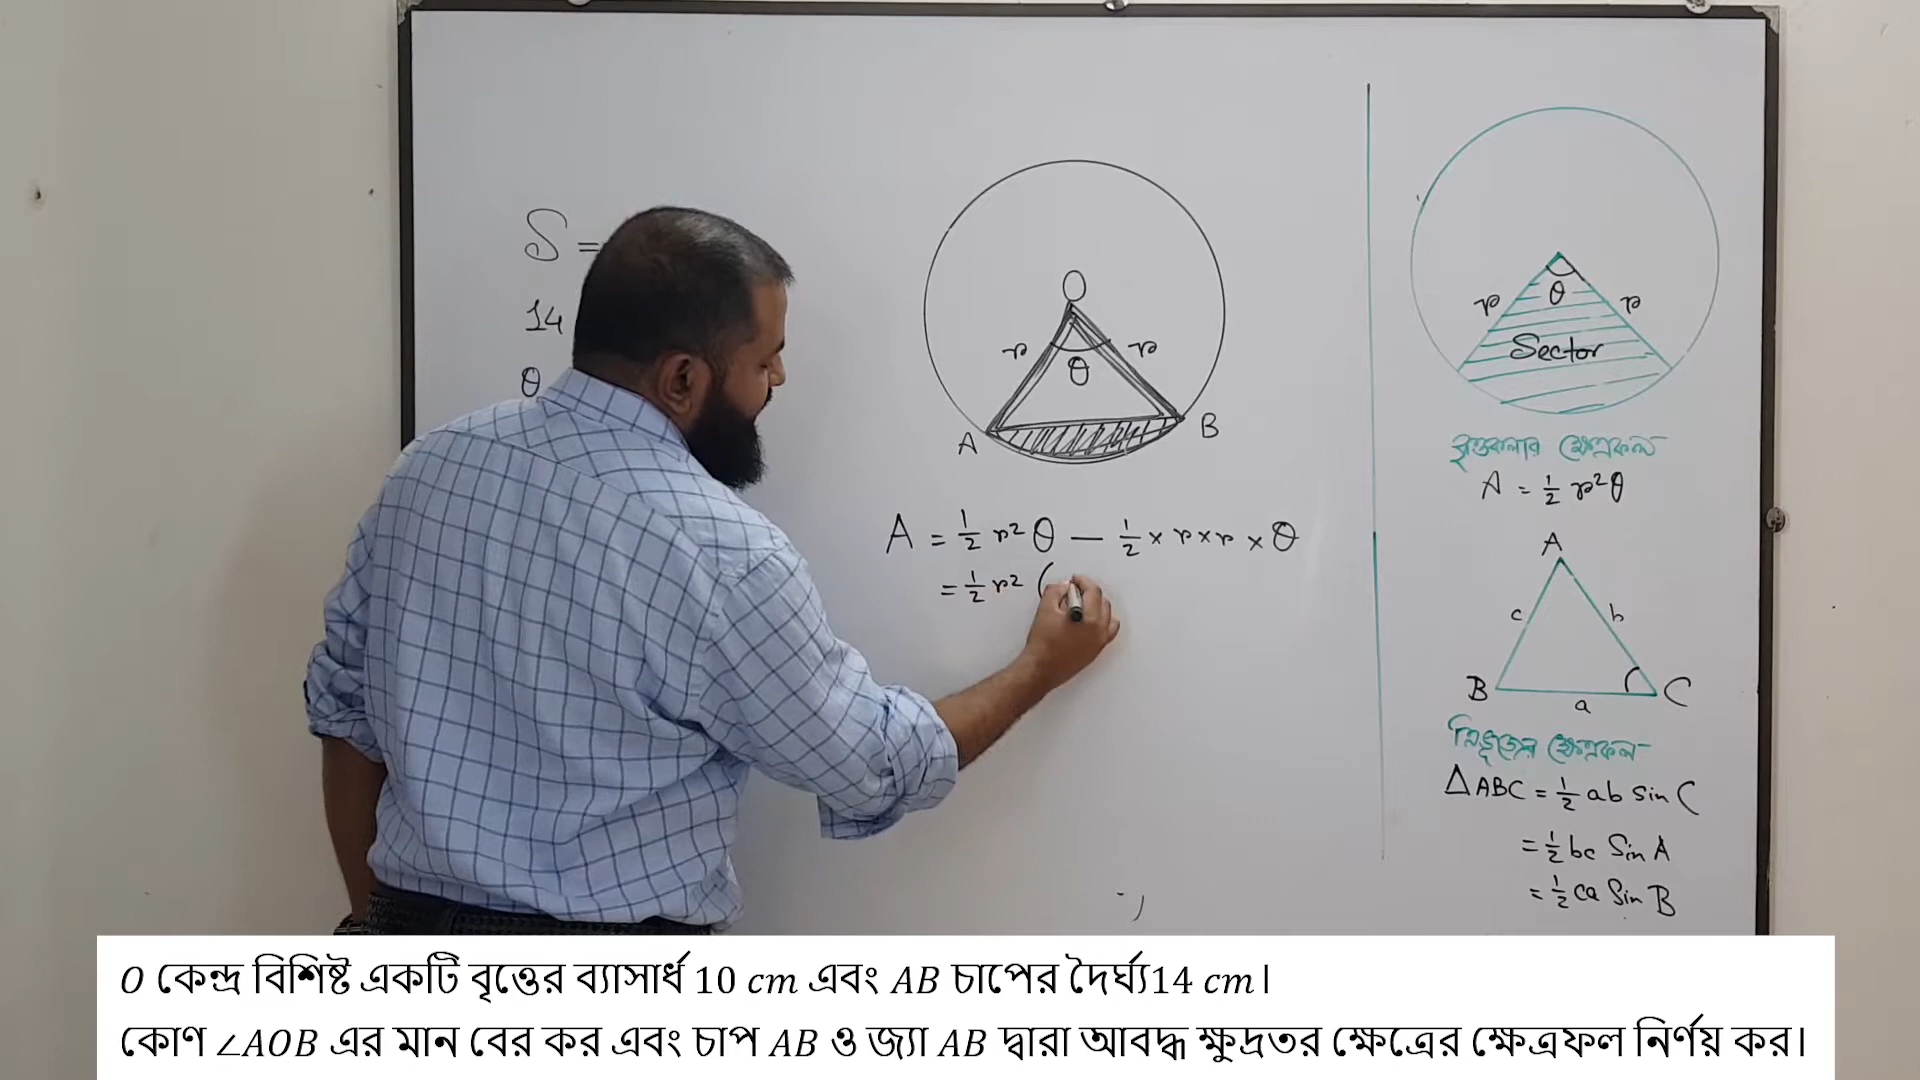 S =
14
θ
O
r r
θ
A B
A = 1/2 r² θ — 1/2 × r × r × θ
= 1/2 r² (
θ
r r
Sector
বৃত্তকলার ক্ষেত্রফল
A = 1/2 r²θ
A
c b
B C
a
ত্রিভূজের ক্ষেত্রফল
△ABC = 1/2 ab sin C
= 1/2 bc Sin A
= 1/2 ca Sin B
O কেন্দ্র বিশিষ্ট একটি বৃত্তের ব্যাসার্ধ 10 cm এবং AB চাপের দৈর্ঘ্য14 cm।
কোণ ∠AOB এর মান বের কর এবং চাপ AB ও জ্যা AB দ্বারা আবদ্ধ ক্ষুদ্রতর ক্ষেত্রের ক্ষেত্রফল নির্ণয় কর।